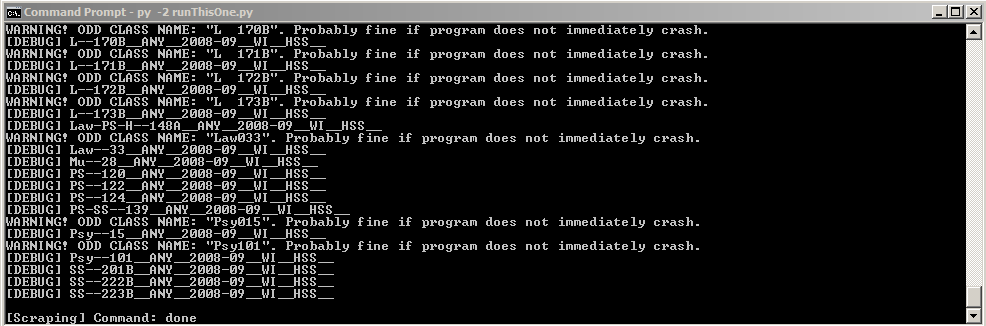 Command Prompt - py -2 runThisOne.py
WARNING! ODD CLASS NAME: "L  170B". Probably fine if program does not immediately crash.
[DEBUG] L--170B__ANY__2008-09__WI__HSS__
WARNING! ODD CLASS NAME: "L  171B". Probably fine if program does not immediately crash.
[DEBUG] L--171B__ANY__2008-09__WI__HSS__
WARNING! ODD CLASS NAME: "L  172B". Probably fine if program does not immediately crash.
[DEBUG] L--172B__ANY__2008-09__WI__HSS__
WARNING! ODD CLASS NAME: "L  173B". Probably fine if program does not immediately crash.
[DEBUG] L--173B__ANY__2008-09__WI__HSS__
[DEBUG] Law-PS-H--148A__ANY__2008-09__WI__HSS__
WARNING! ODD CLASS NAME: "Law033". Probably fine if program does not immediately crash.
[DEBUG] Law--33__ANY__2008-09__WI__HSS__
[DEBUG] Mu--28__ANY__2008-09__WI__HSS__
[DEBUG] PS--120__ANY__2008-09__WI__HSS__
[DEBUG] PS--122__ANY__2008-09__WI__HSS__
[DEBUG] PS--124__ANY__2008-09__WI__HSS__
[DEBUG] PS-SS--139__ANY__2008-09__WI__HSS__
WARNING! ODD CLASS NAME: "Psy015". Probably fine if program does not immediately crash.
[DEBUG] Psy--15__ANY__2008-09__WI__HSS__
WARNING! ODD CLASS NAME: "Psy101". Probably fine if program does not immediately crash.
[DEBUG] Psy--101__ANY__2008-09__WI__HSS__
[DEBUG] SS--201B__ANY__2008-09__WI__HSS__
[DEBUG] SS--222B__ANY__2008-09__WI__HSS__
[DEBUG] SS--223B__ANY__2008-09__WI__HSS__
[Scraping] Command: done